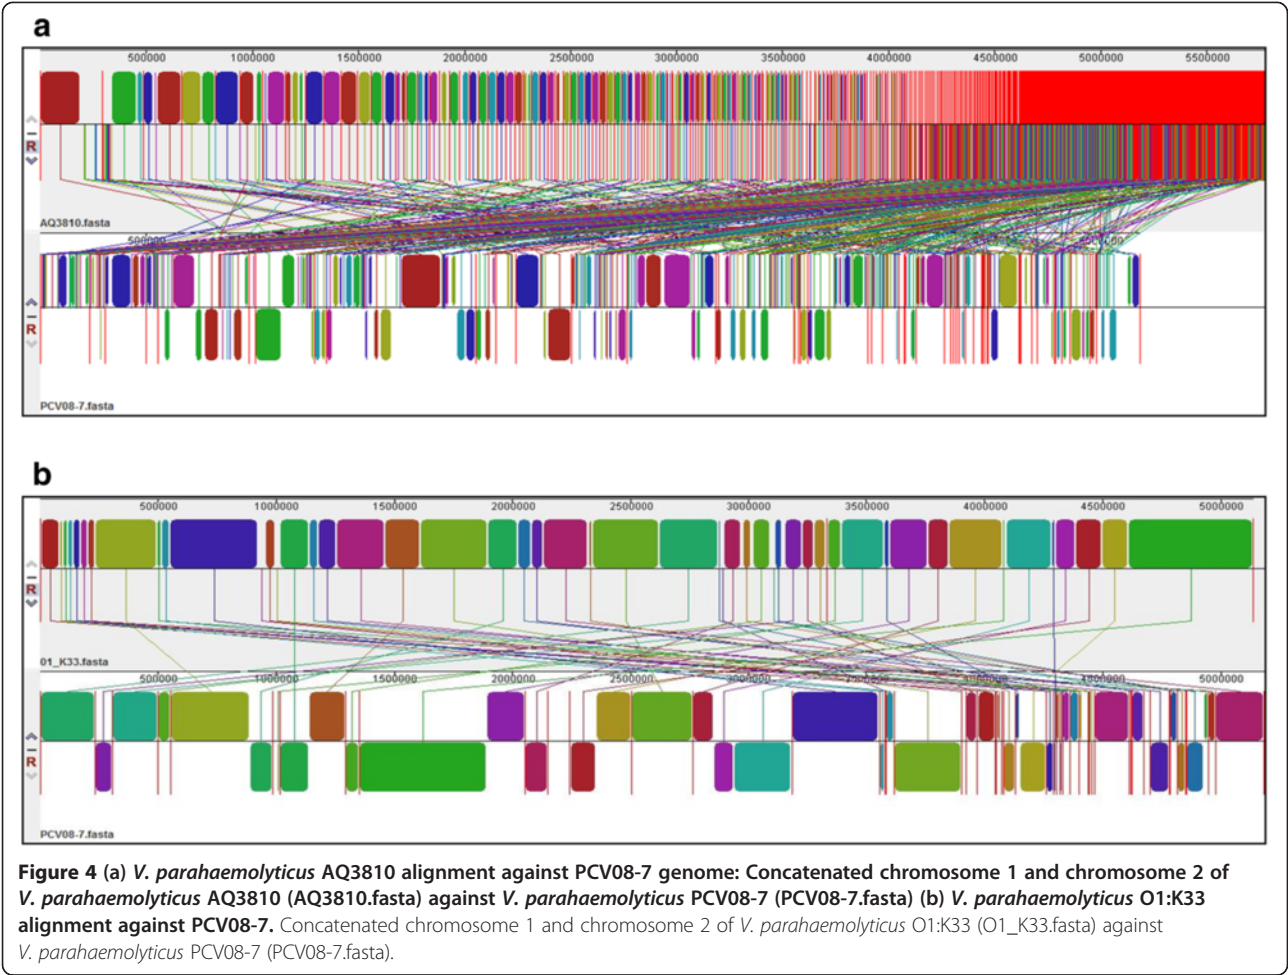 a
500000 1000000 1500000 2000000 2500000 3000000 3500000 4000000 4500000 5000000 5500000
R
AQ3810.fasta
500000
R
PCV08-7.fasta
b
500000 1000000 1500000 2000000 2500000 3000000 3500000 4000000 4500000 5000000
R
01_K33.fasta
500000 1000000 1500000 2000000 2500000 5000000
R
PCV08-7.fasta
Figure 4 (a) V. parahaemolyticus AQ3810 alignment against PCV08-7 genome: Concatenated chromosome 1 and chromosome 2 of
V. parahaemolyticus AQ3810 (AQ3810.fasta) against V. parahaemolyticus PCV08-7 (PCV08-7.fasta) (b) V. parahaemolyticus O1:K33
alignment against PCV08-7. Concatenated chromosome 1 and chromosome 2 of V. parahaemolyticus O1:K33 (O1_K33.fasta) against
V. parahaemolyticus PCV08-7 (PCV08-7.fasta).